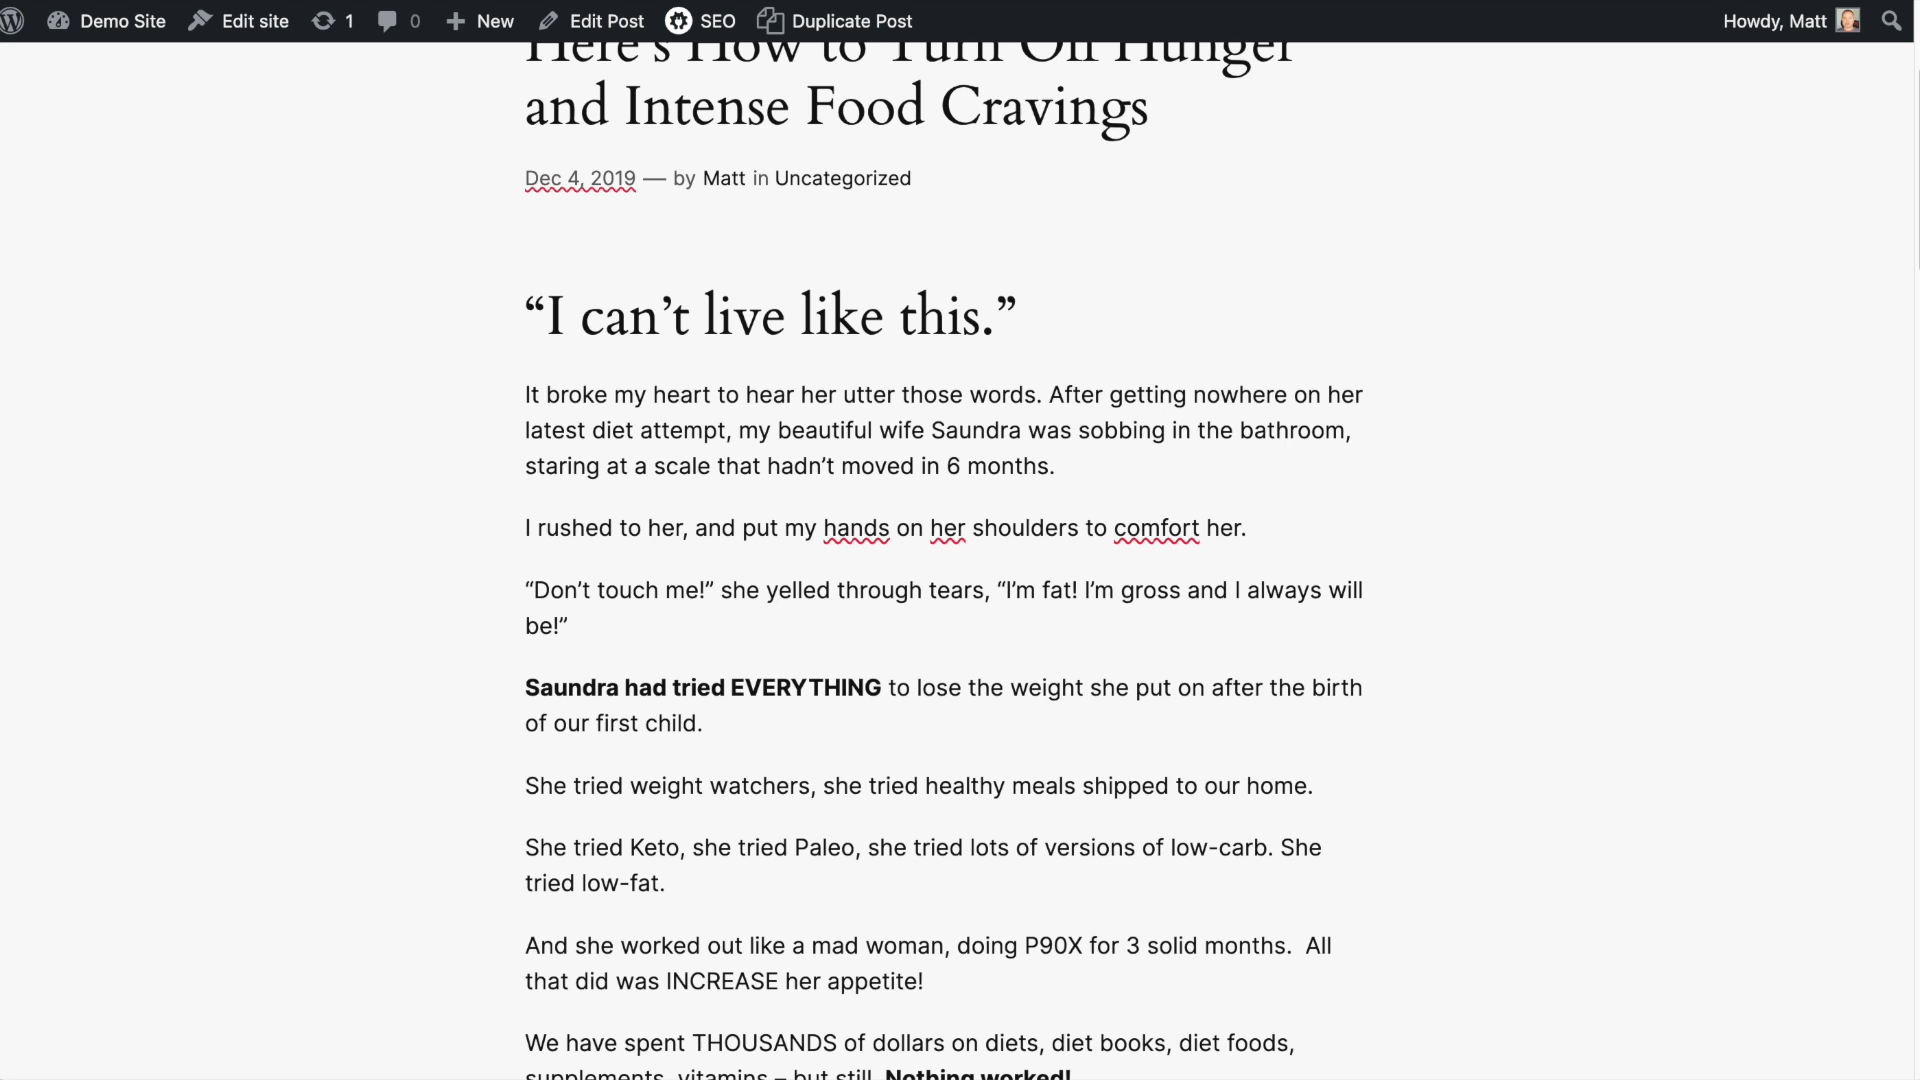 Demo Site Edit site 1 0 New Edit Post SEO Duplicate Post Howdy, Matt
Here’s How to Turn Off Hunger
and Intense Food Cravings
Dec 4, 2019 — by Matt in Uncategorized
“I can’t live like this.”
It broke my heart to hear her utter those words. After getting nowhere on her
latest diet attempt, my beautiful wife Saundra was sobbing in the bathroom,
staring at a scale that hadn’t moved in 6 months.
I rushed to her, and put my hands on her shoulders to comfort her.
“Don’t touch me!” she yelled through tears, “I’m fat! I’m gross and I always will
be!”
Saundra had tried EVERYTHING to lose the weight she put on after the birth
of our first child.
She tried weight watchers, she tried healthy meals shipped to our home.
She tried Keto, she tried Paleo, she tried lots of versions of low-carb. She
tried low-fat.
And she worked out like a mad woman, doing P90X for 3 solid months.  All
that did was INCREASE her appetite!
We have spent THOUSANDS of dollars on diets, diet books, diet foods,
supplements, vitamins – but still, Nothing worked!